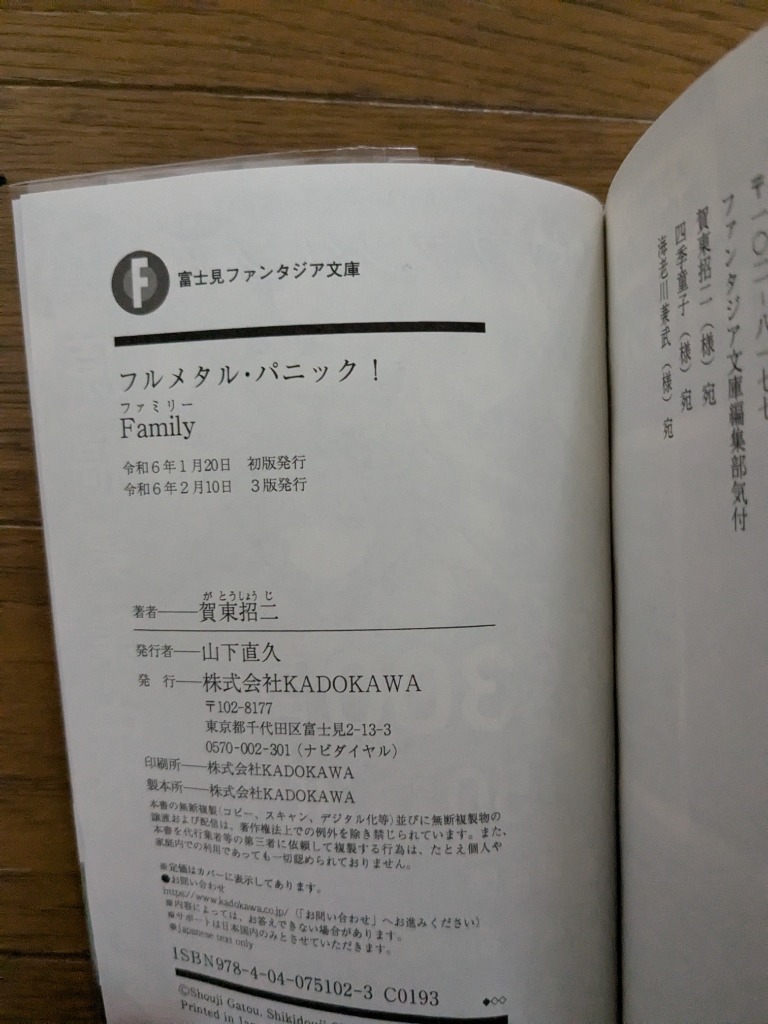 〒一〇二-八一七七
ファンタジア文庫編集部気付
賀東招二(様)宛
四季童子(様)宛
海老川兼武(様)宛
F
富士見ファンタジア文庫
フルメタル・パニック!
ファミリー
Family
令和6年1月20日 初版発行
令和6年2月10日 3版発行
がとうしょうじ
著者――賀東招二
発行者――山下直久
発 行――株式会社KADOKAWA
〒102-8177
東京都千代田区富士見2-13-3
0570-002-301(ナビダイヤル)
印刷所――株式会社KADOKAWA
製本所――株式会社KADOKAWA
本書の無断複製(コピー、スキャン、デジタル化等)並びに無断複製物の
譲渡および配信は、著作権法上での例外を除き禁じられています。また、
本書を代行業者等の第三者に依頼して複製する行為は、たとえ個人や
家庭内での利用であっても一切認められておりません。
※定価はカバーに表示してあります。
●お問い合わせ
https://www.kadokawa.co.jp/(「お問い合わせ」へお進みください)
※内容によっては、お答えできない場合があります。
※サポートは日本国内のみとさせていただきます。
※Japanese text only
ISBN978-4-04-075102-3 C0193
◆◇◇
©Shouji Gatou, Shikidouji
Printed in